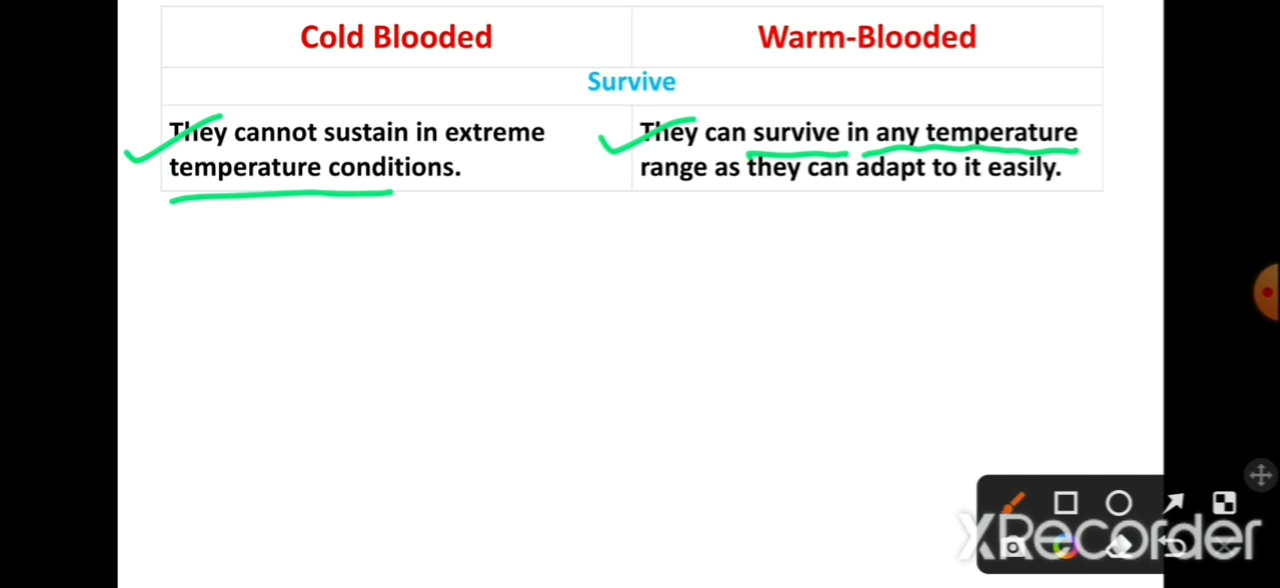 Cold Blooded Warm-Blooded
Survive
They cannot sustain in extreme
temperature conditions.
They can survive in any temperature
range as they can adapt to it easily.
XRecorder